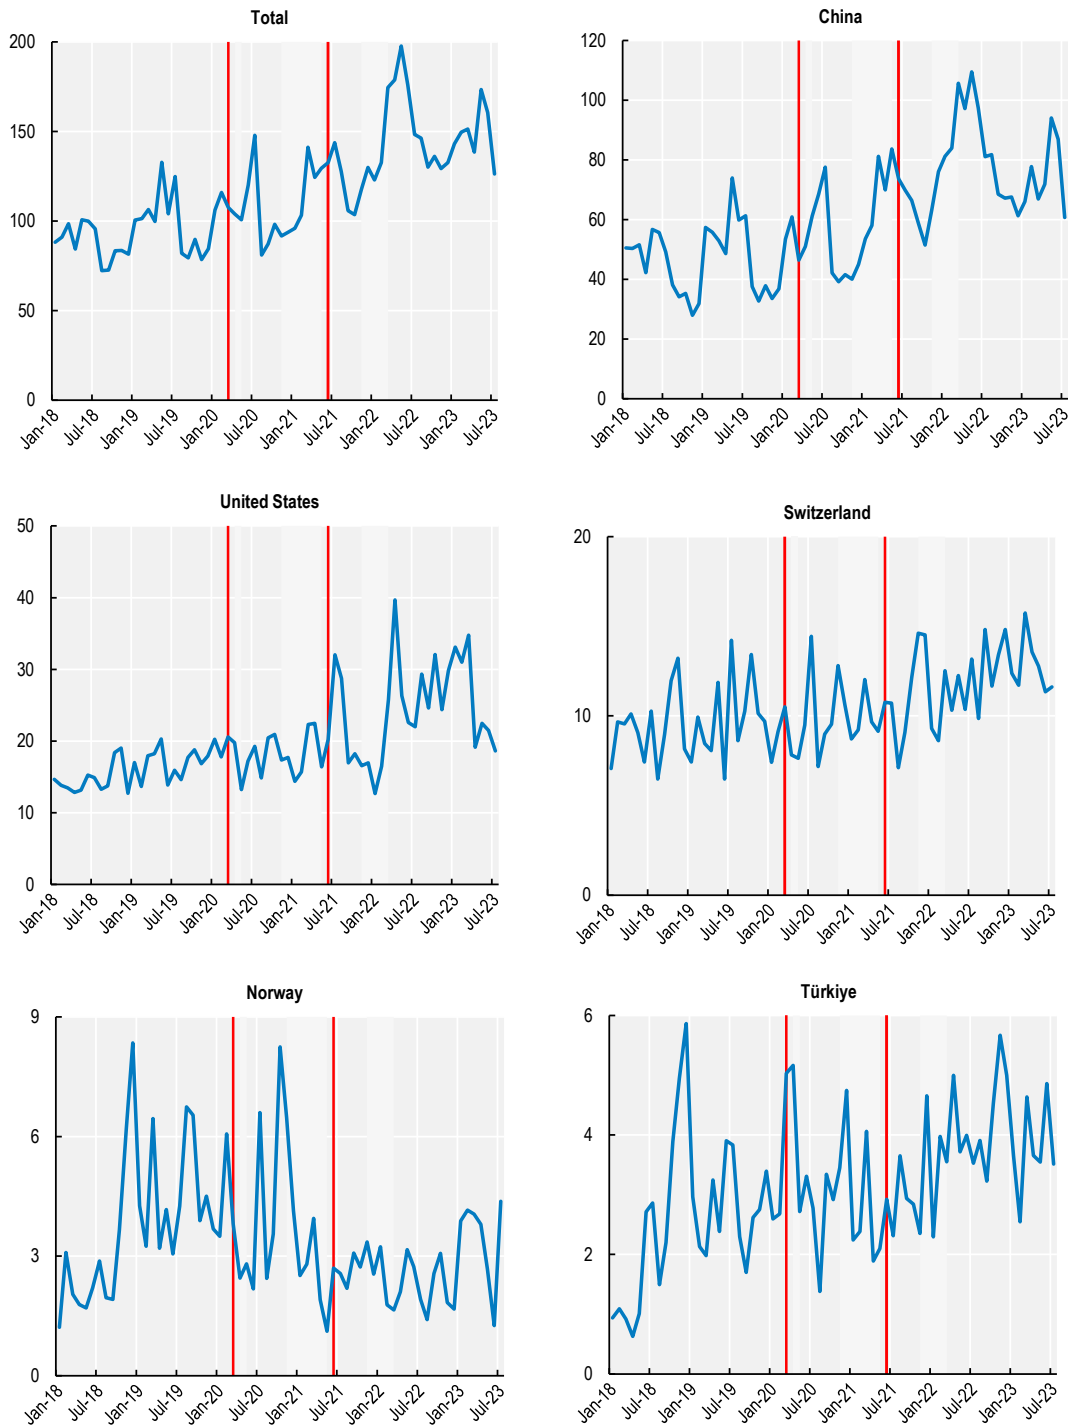 Total
200
150
100
50
0
Jan-18 Jul-18 Jan-19 Jul-19 Jan-20 Jul-20 Jan-21 Jul-21 Jan-22 Jul-22 Jan-23 Jul-23
China
120
100
80
60
40
20
0
Jan-18 Jul-18 Jan-19 Jul-19 Jan-20 Jul-20 Jan-21 Jul-21 Jan-22 Jul-22 Jan-23 Jul-23
United States
50
40
30
20
10
0
Jan-18 Jul-18 Jan-19 Jul-19 Jan-20 Jul-20 Jan-21 Jul-21 Jan-22 Jul-22 Jan-23 Jul-23
Switzerland
20
10
0
Jan-18 Jul-18 Jan-19 Jul-19 Jan-20 Jul-20 Jan-21 Jul-21 Jan-22 Jul-22 Jan-23 Jul-23
Norway
9
6
3
0
Jan-18 Jul-18 Jan-19 Jul-19 Jan-20 Jul-20 Jan-21 Jul-21 Jan-22 Jul-22 Jan-23 Jul-23
Türkiye
6
4
2
0
Jan-18 Jul-18 Jan-19 Jul-19 Jan-20 Jul-20 Jan-21 Jul-21 Jan-22 Jul-22 Jan-23 Jul-23